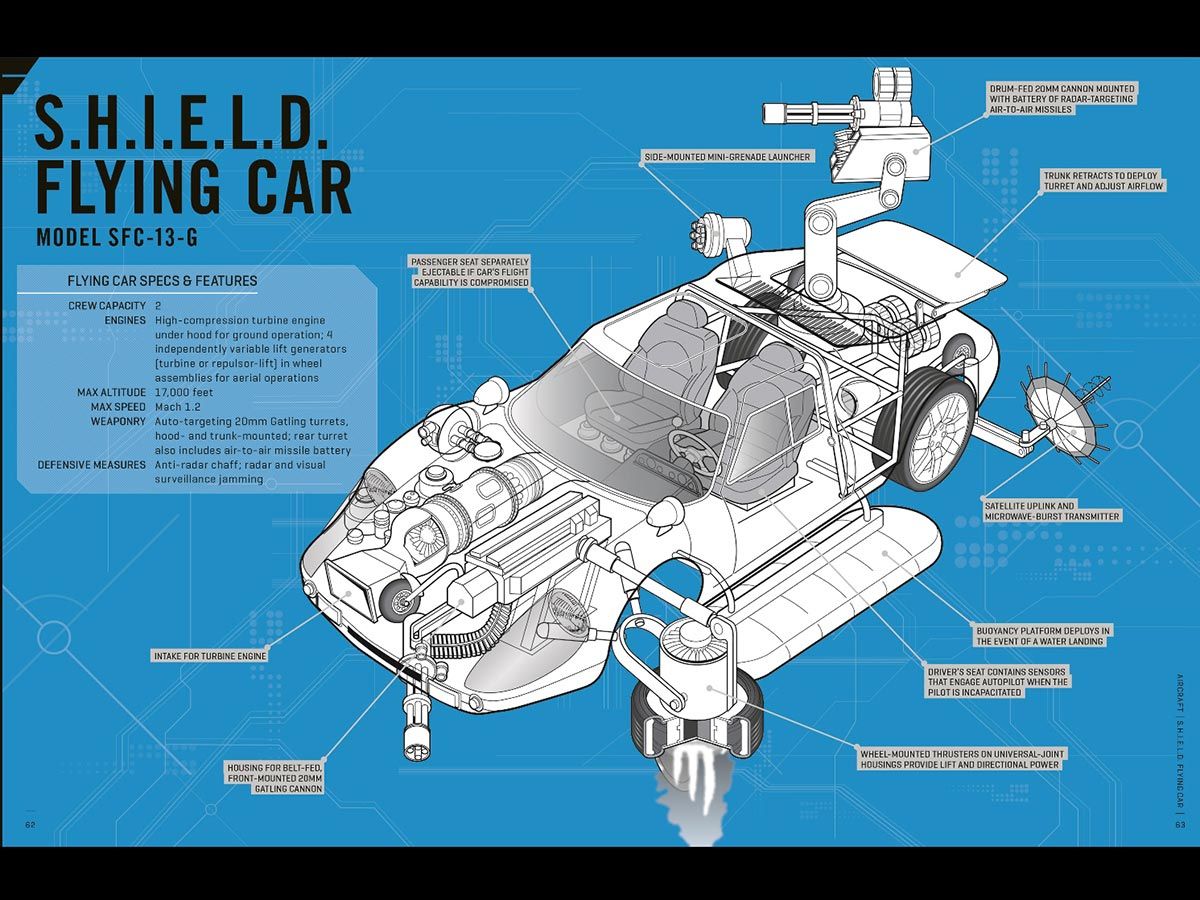 S.H.I.E.L.D.
FLYING CAR
MODEL SFC-13-G
FLYING CAR SPECS & FEATURES
CREW CAPACITY 2
ENGINES High-compression turbine engine
under hood for ground operation; 4
independently variable lift generators
(turbine or repulsor-lift) in wheel
assemblies for aerial operations
MAX ALTITUDE 17,000 feet
MAX SPEED Mach 1.2
WEAPONRY Auto-targeting 20mm Gatling turrets,
hood- and trunk-mounted; rear turret
also includes air-to-air missile battery
DEFENSIVE MEASURES Anti-radar chaff; radar and visual
surveillance jamming
PASSENGER SEAT SEPARATELY
EJECTABLE IF CAR'S FLIGHT
CAPABILITY IS COMPROMISED
SIDE-MOUNTED MINI-GRENADE LAUNCHER
DRUM-FED 20MM CANNON MOUNTED
WITH BATTERY OF RADAR-TARGETING
AIR-TO-AIR MISSILES
TRUNK RETRACTS TO DEPLOY
TURRET AND ADJUST AIRFLOW
SATELLITE UPLINK AND
MICROWAVE-BURST TRANSMITTER
BUOYANCY PLATFORM DEPLOYS IN
THE EVENT OF A WATER LANDING
DRIVER'S SEAT CONTAINS SENSORS
THAT ENGAGE AUTOPILOT WHEN THE
PILOT IS INCAPACITATED
WHEEL-MOUNTED THRUSTERS ON UNIVERSAL-JOINT
HOUSINGS PROVIDE LIFT AND DIRECTIONAL POWER
INTAKE FOR TURBINE ENGINE
HOUSING FOR BELT-FED,
FRONT-MOUNTED 20MM
GATLING CANNON
62
AIRCRAFT | S.H.I.E.L.D. FLYING CAR |
63